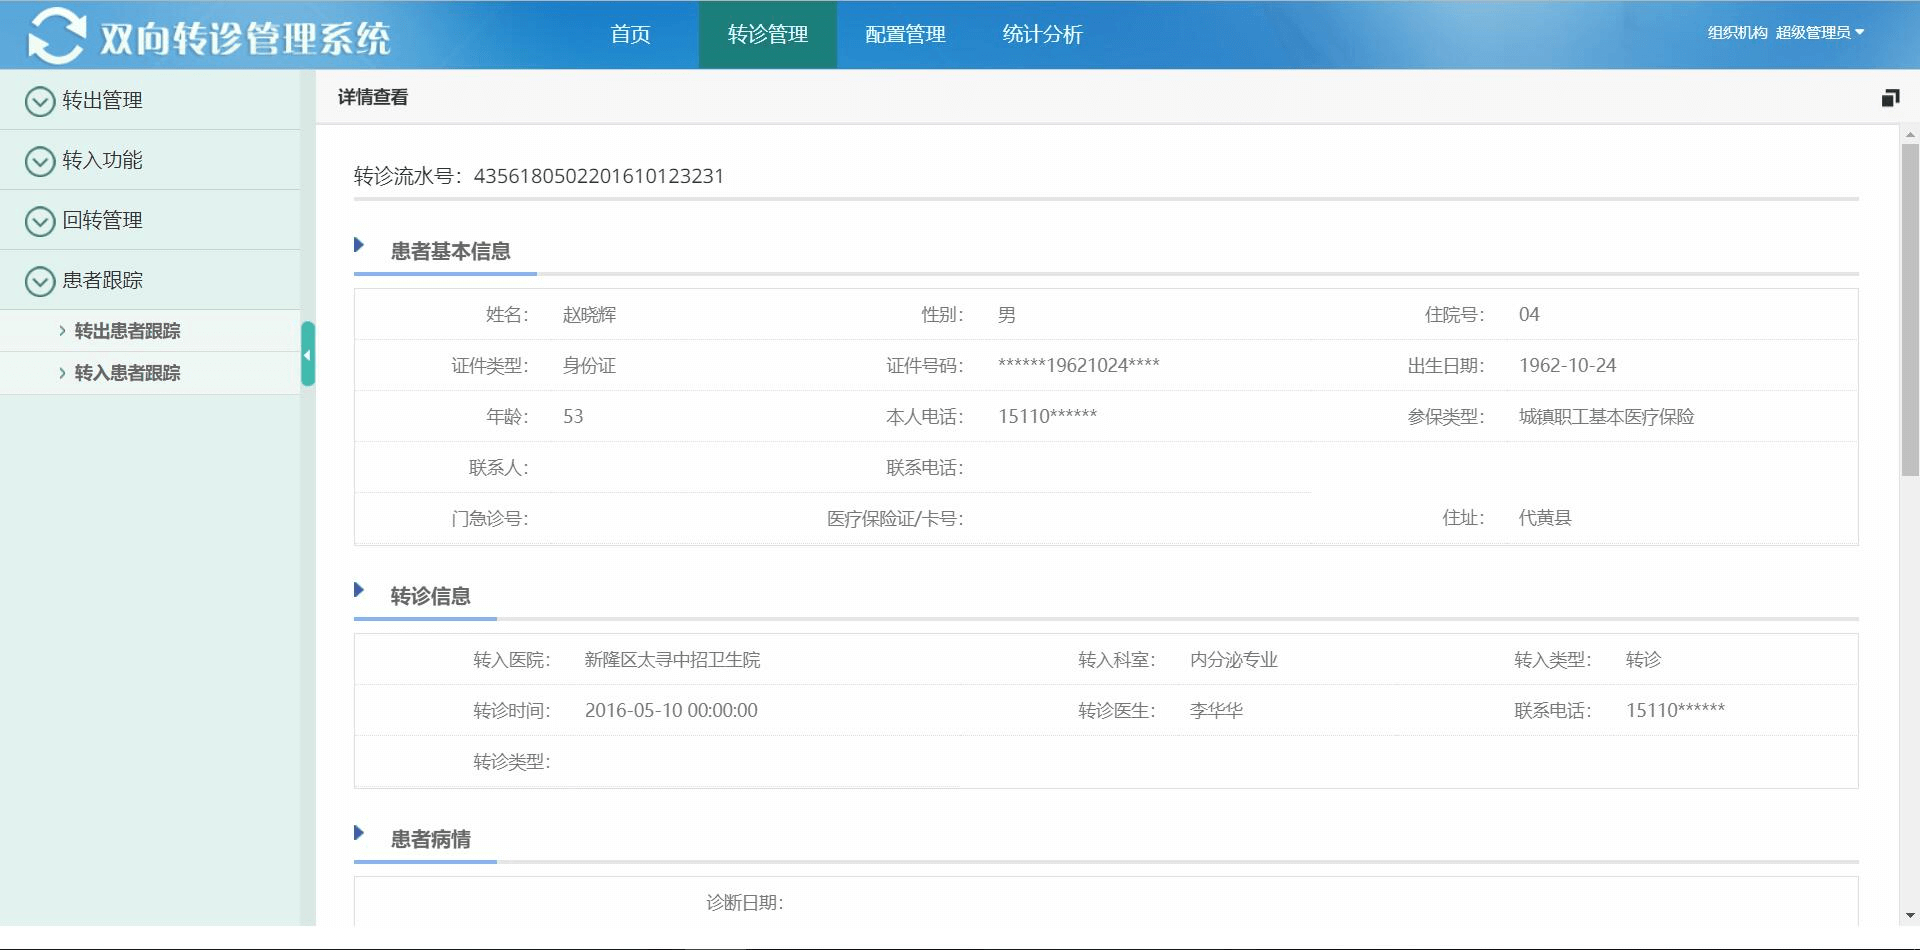 双向转诊管理系统
首页 转诊管理 配置管理 统计分析
组织机构 超级管理员
转出管理
转入功能
回转管理
患者跟踪
转出患者跟踪
转入患者跟踪
详情查看
转诊流水号：4356180502201610123231
患者基本信息
姓名： 赵晓辉 性别： 男 住院号： 04
证件类型： 身份证 证件号码： ******19621024**** 出生日期： 1962-10-24
年龄： 53 本人电话： 15110****** 参保类型： 城镇职工基本医疗保险
联系人： 联系电话：
门急诊号： 医疗保险证/卡号： 住址： 代黄县
转诊信息
转入医院： 新隆区太寻中招卫生院 转入科室： 内分泌专业 转入类型： 转诊
转诊时间： 2016-05-10 00:00:00 转诊医生： 李华华 联系电话： 15110******
转诊类型：
患者病情
诊断日期：